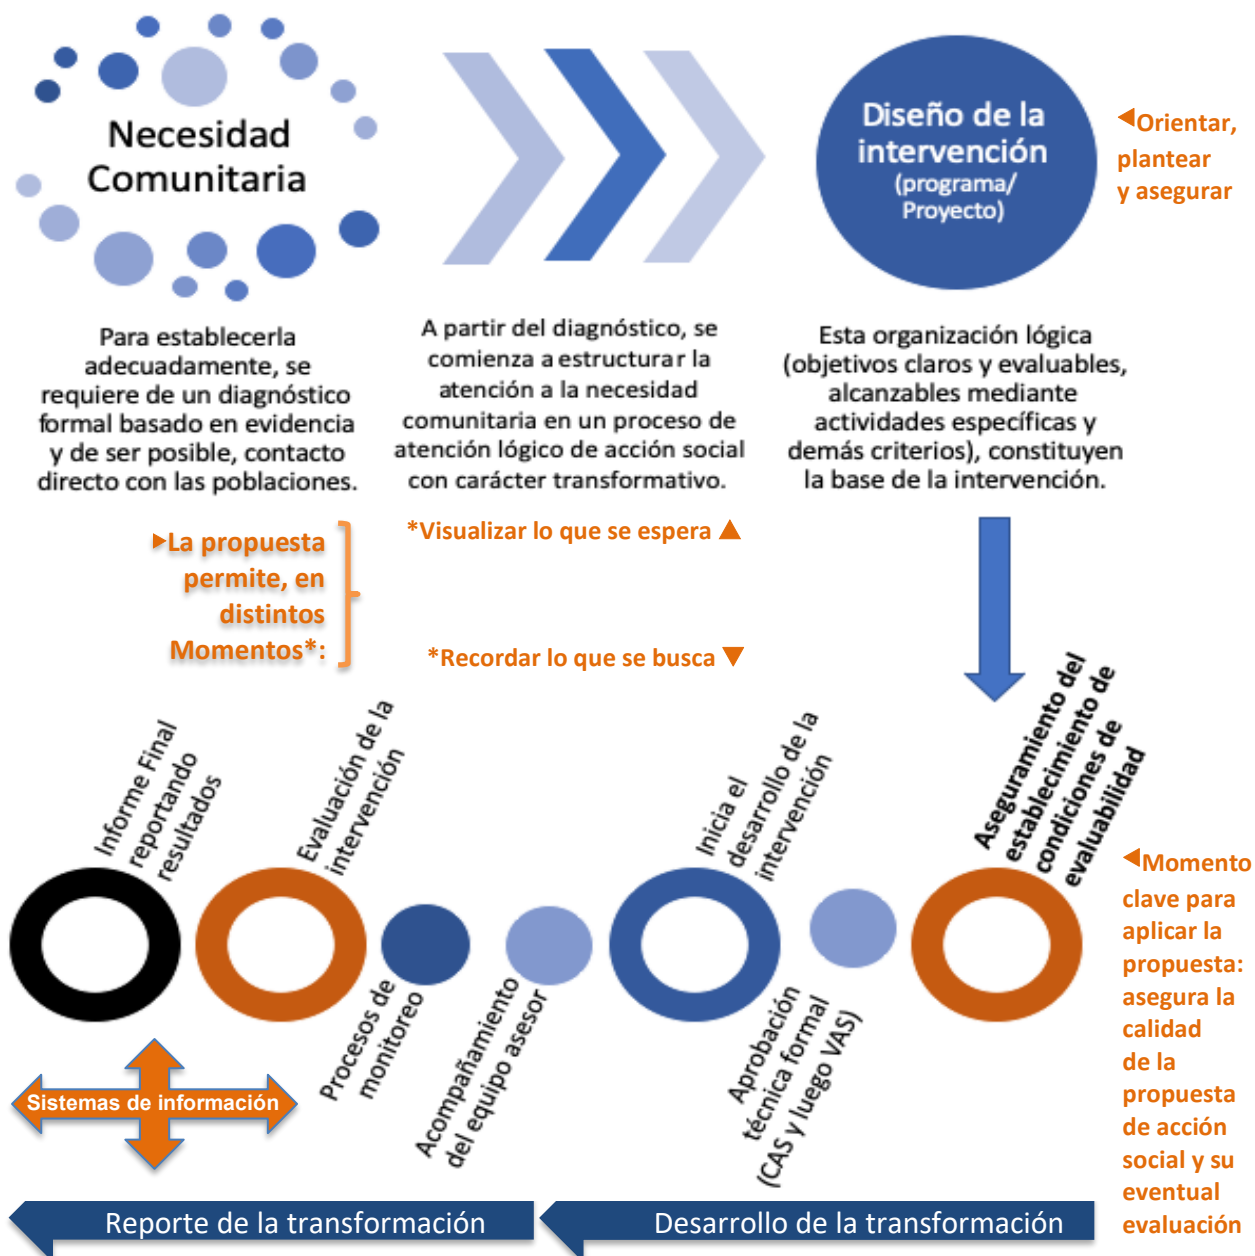 Necesidad
Comunitaria
Diseño de la
intervención
(programa/
Proyecto)
◄Orientar,
plantear
y asegurar
Para establecerla
adecuadamente, se
requiere de un diagnóstico
formal basado en evidencia
y de ser posible, contacto
directo con las poblaciones.
A partir del diagnóstico, se
comienza a estructurar la
atención a la necesidad
comunitaria en un proceso de
atención lógico de acción social
con carácter transformativo.
Esta organización lógica
(objetivos claros y evaluables,
alcanzables mediante
actividades específicas y
demás criterios), constituyen
la base de la intervención.
►La propuesta
permite, en
distintos
Momentos*:
*Visualizar lo que se espera ▲
*Recordar lo que se busca ▼
Informe Final
reportando
resultados
Evaluación de la
intervención
Procesos de
monitoreo
Acompañamiento
del equipo asesor
Inicia el
desarrollo de la
intervención
Aprobación
técnica formal
(CAS y luego VAS)
Aseguramiento del
establecimiento de
condiciones de
evaluabilidad
◄Momento
clave para
aplicar la
propuesta:
asegura la
calidad
de la
propuesta
de acción
social y su
eventual
evaluación
Sistemas de información
Reporte de la transformación
Desarrollo de la transformación